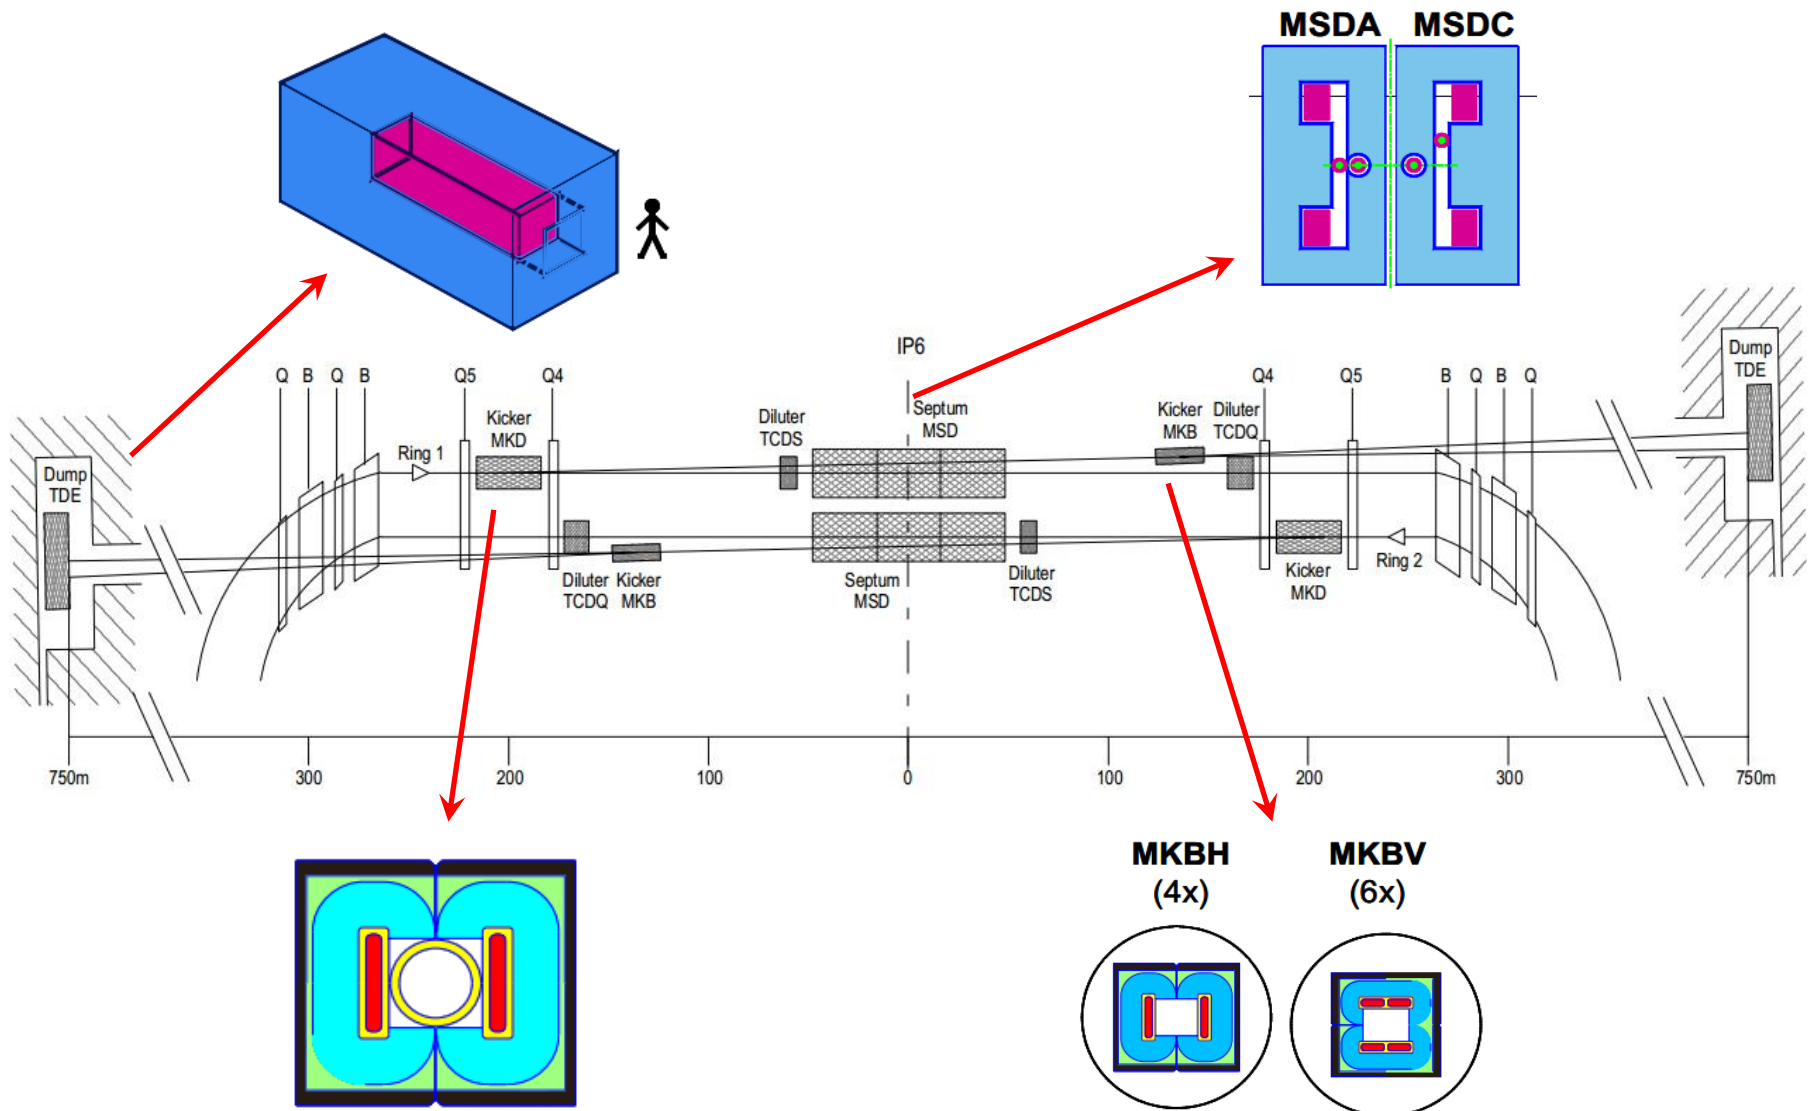 MSDA MSDC
IP6
Q B Q B Q5 Q4
Kicker
MKD
Ring 1
Diluter
TCDS
Septum
MSD
Kicker
MKB
Diluter
TCDQ
Q4 Q5 B Q B Q
Dump
TDE
Dump
TDE
Diluter
TCDQ
Kicker
MKB
Septum
MSD
Diluter
TCDS
Kicker
MKD
Ring 2
750m 300 200 100 0 100 200 300 750m
MKBH
(4x)
MKBV
(6x)